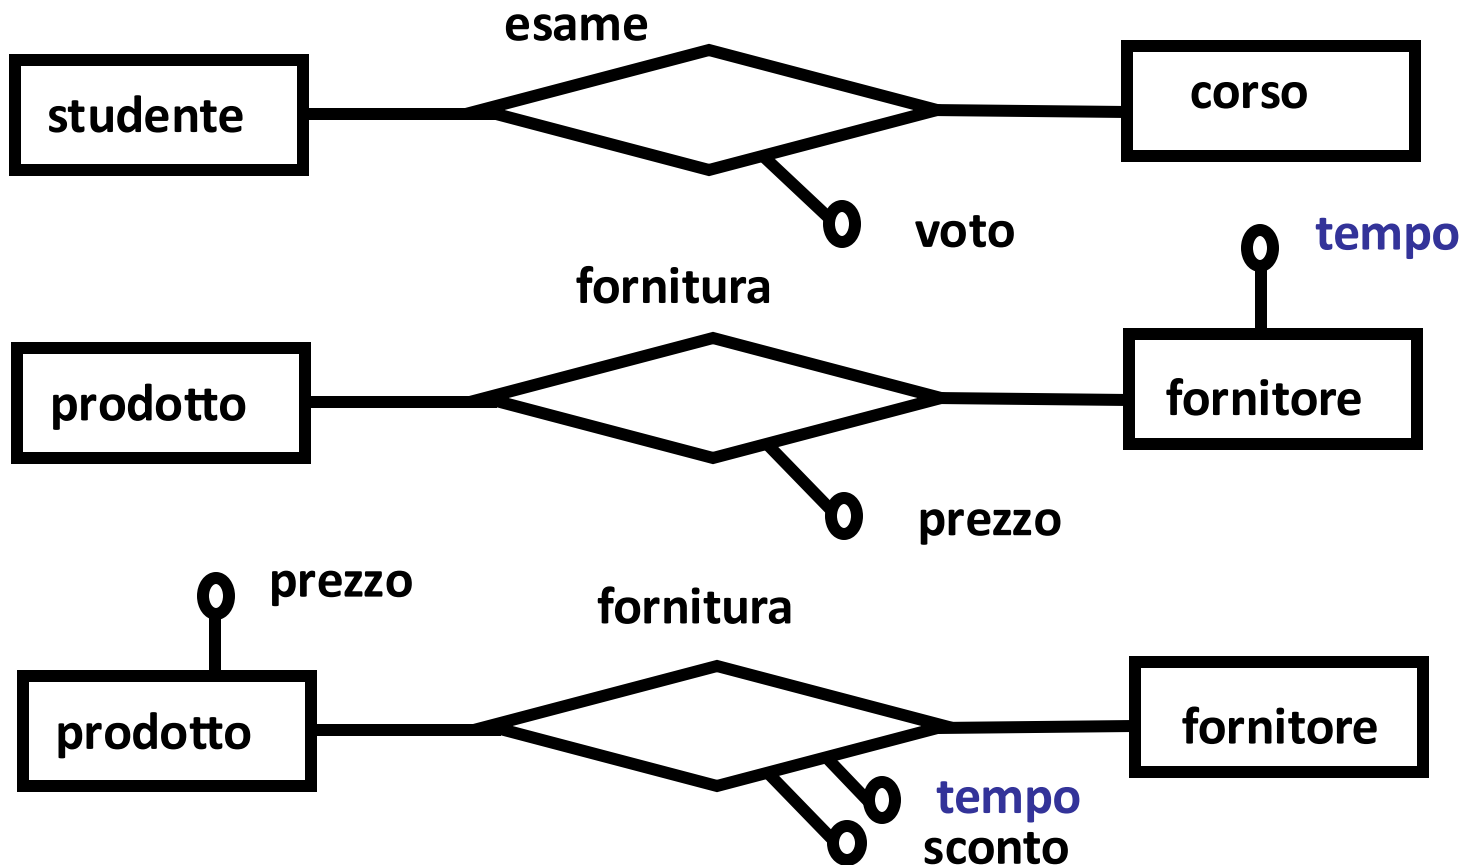 esame
studente
corso
voto
tempo
fornitura
prodotto
fornitore
prezzo
prezzo
fornitura
prodotto
fornitore
tempo
sconto